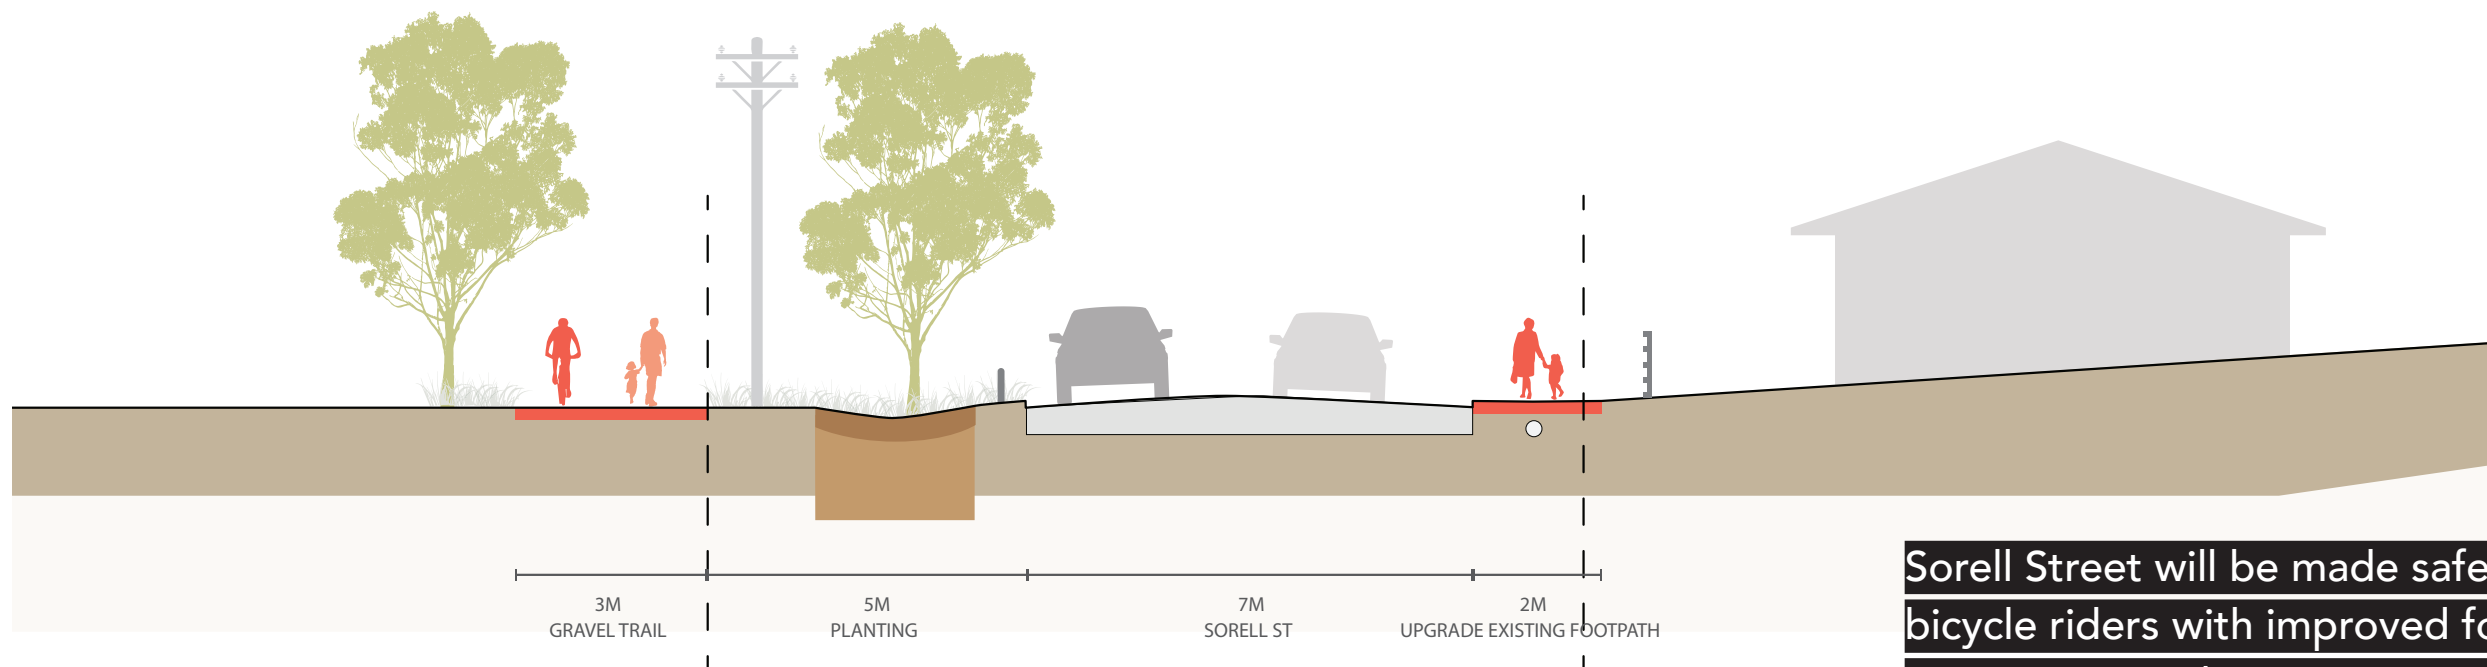 3M
GRAVEL TRAIL
5M
PLANTING
7M
SORELL ST
2M
UPGRADE EXISTING FOOTPATH
Sorell Street will be made safe
bicycle riders with improved fo